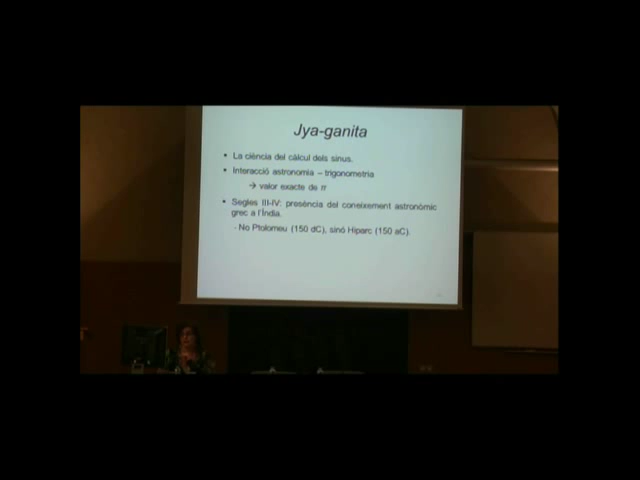 Jya-ganita
• La ciència del càlcul dels sinus.
• Interacció astronomia – trigonometria
→ valor exacte de π
• Segles III-IV: presència del coneixement astronòmic
grec a l'Índia.
- No Ptolomeu (150 dC), sinó Hiparc (150 aC).